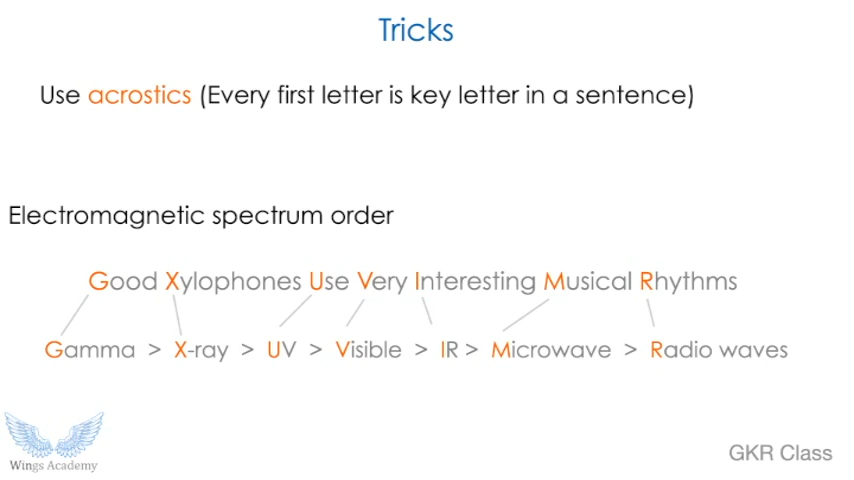 Tricks
Use acrostics (Every first letter is key letter in a sentence)
Electromagnetic spectrum order
Good Xylophones Use Very Interesting Musical Rhythms
Gamma > X-ray > UV > Visible > IR > Microwave > Radio waves
Wings Academy
GKR Class